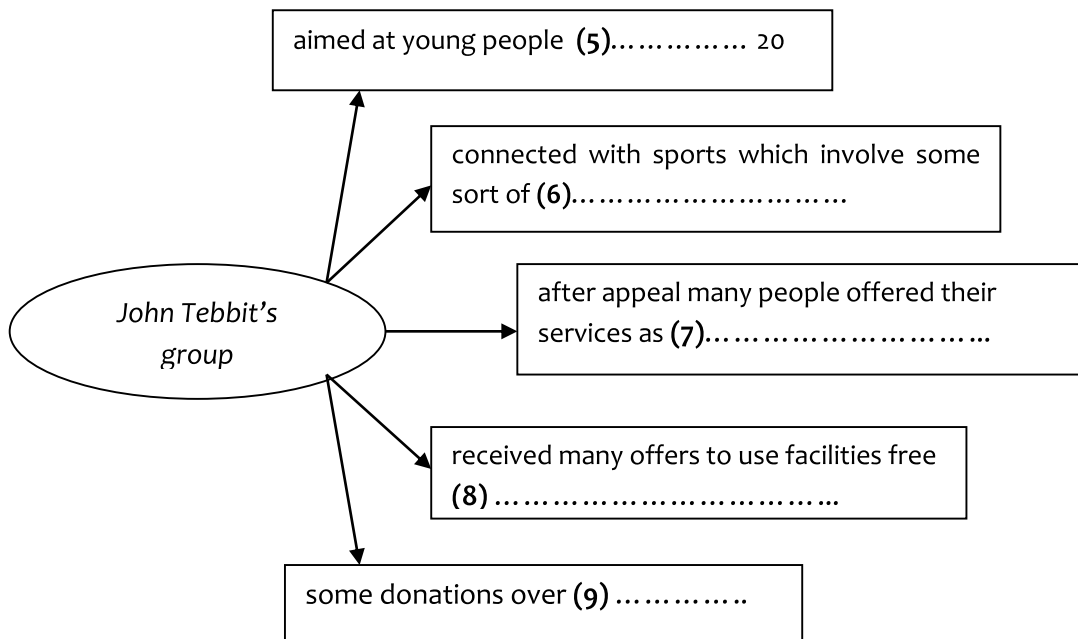 aimed at young people (5)…………… 20
connected with sports which involve some
sort of (6)………………………
after appeal many people offered their
services as (7)………………………...
John Tebbit's
group
received many offers to use facilities free
(8) ……………………………...
some donations over (9) …………..